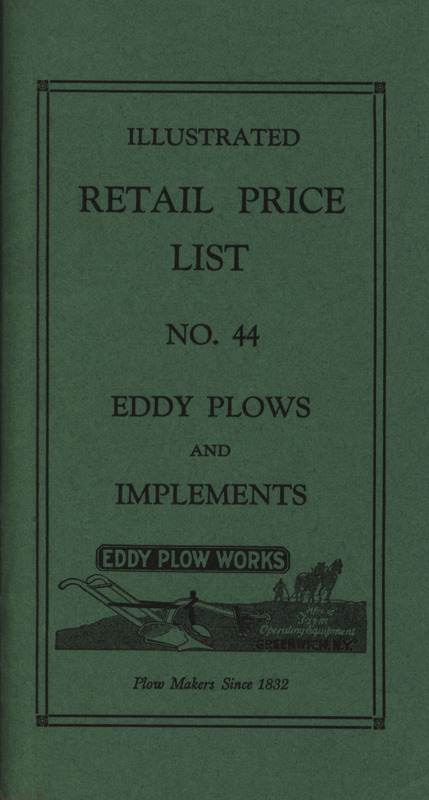 ILLUSTRATED
RETAIL PRICE
LIST
NO. 44
EDDY PLOWS
AND
IMPLEMENTS
EDDY PLOW WORKS
Mfrs of
Farm
Operating Equipment
GREENWICH, N.Y.
Plow Makers Since 1832